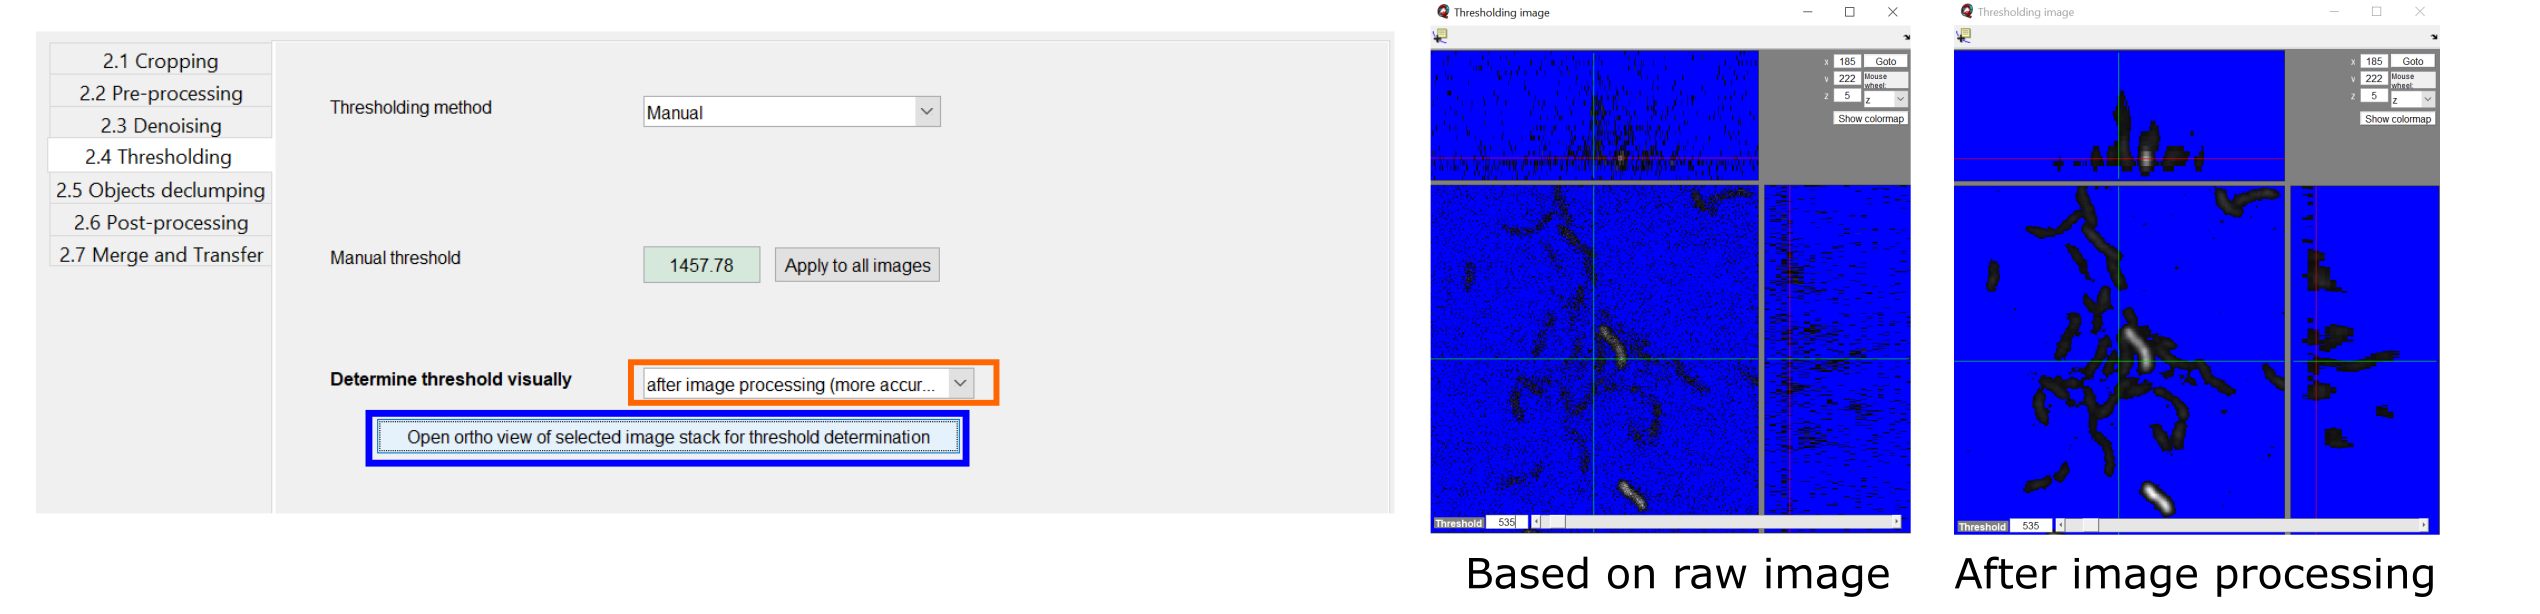 2.1 Cropping
2.2 Pre-processing
2.3 Denoising
2.4 Thresholding
2.5 Objects declumping
2.6 Post-processing
2.7 Merge and Transfer
Thresholding method
Manual
Manual threshold
1457.78
Apply to all images
Determine threshold visually
after image processing (more accur...
Open ortho view of selected image stack for threshold determination
Thresholding image
x 185 Goto
y 222 Mouse wheel:
z 5 z
Show colormap
Threshold 535
Based on raw image
Thresholding image
x 185 Goto
y 222 Mouse wheel:
z 5 z
Show colormap
Threshold 535
After image processing